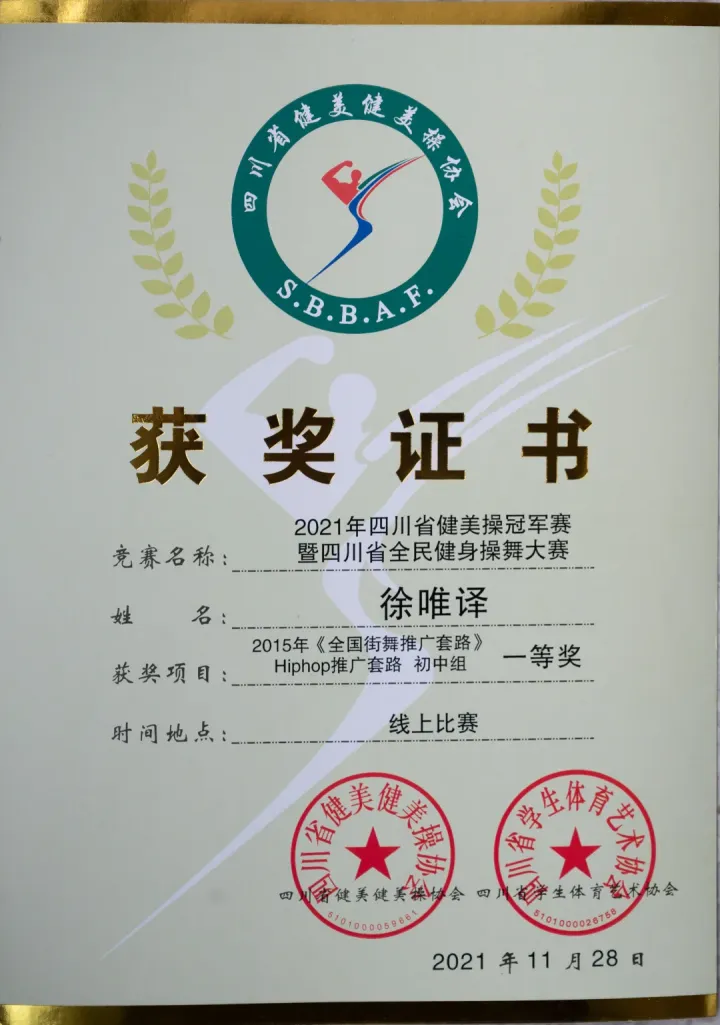 四川省健美健美操协会
S.B.B.A.F.
获奖证书
竞赛名称：
2021年四川省健美操冠军赛
暨四川省全民健身操舞大赛
姓名：徐唯译
获奖项目：
2015年《全国街舞推广套路》
Hiphop推广套路 初中组 一等奖
时间地点：线上比赛
四川省健美健美操协会
5101000059661
四川省学生体育艺术协会
5101000026758
四川省健美健美操协会 四川省学生体育艺术协会
2021年11月28日